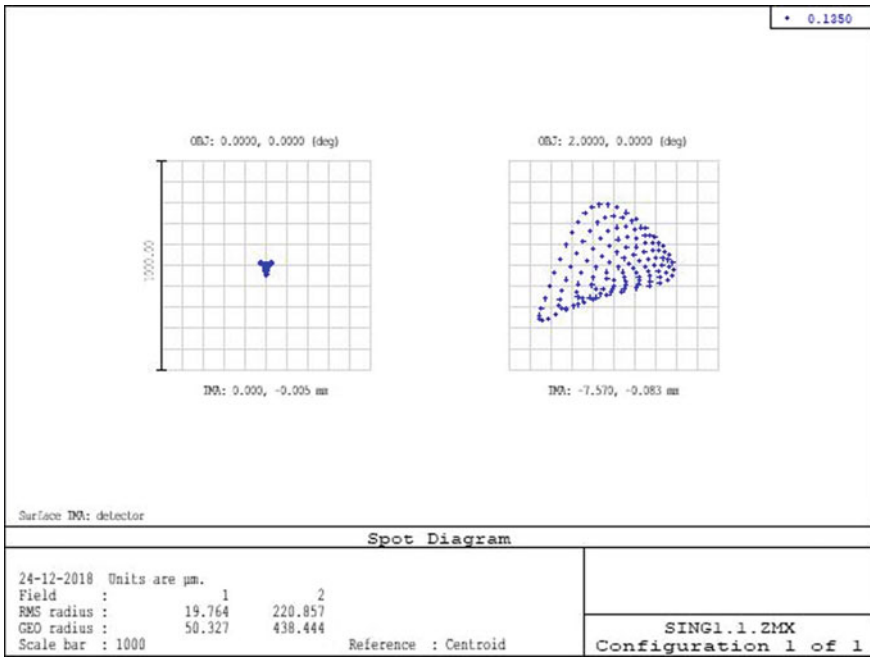 0.1350
OBJ: 0.0000, 0.0000 (deg)
OBJ: 2.0000, 0.0000 (deg)
1000.00
IMA: 0.000, -0.005 mm
IMA: -7.570, -0.083 mm
Surface IMA: detector
Spot Diagram
24-12-2018 Units are µm.
Field : 1 2
RMS radius : 19.764 220.857
GEO radius : 50.327 438.444
Scale bar : 1000 Reference : Centroid
SING1.1.ZMX
Configuration 1 of 1